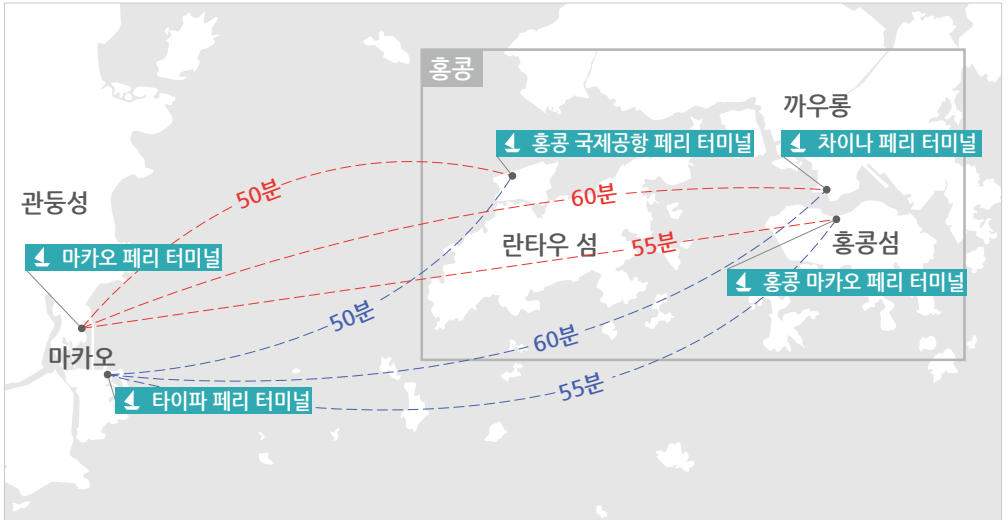 홍콩
까우롱
홍콩 국제공항 페리 터미널
차이나 페리 터미널
50분
60분
관둥성
란타우 섬
55분
홍콩섬
마카오 페리 터미널
홍콩 마카오 페리 터미널
50분
60분
마카오
55분
타이파 페리 터미널